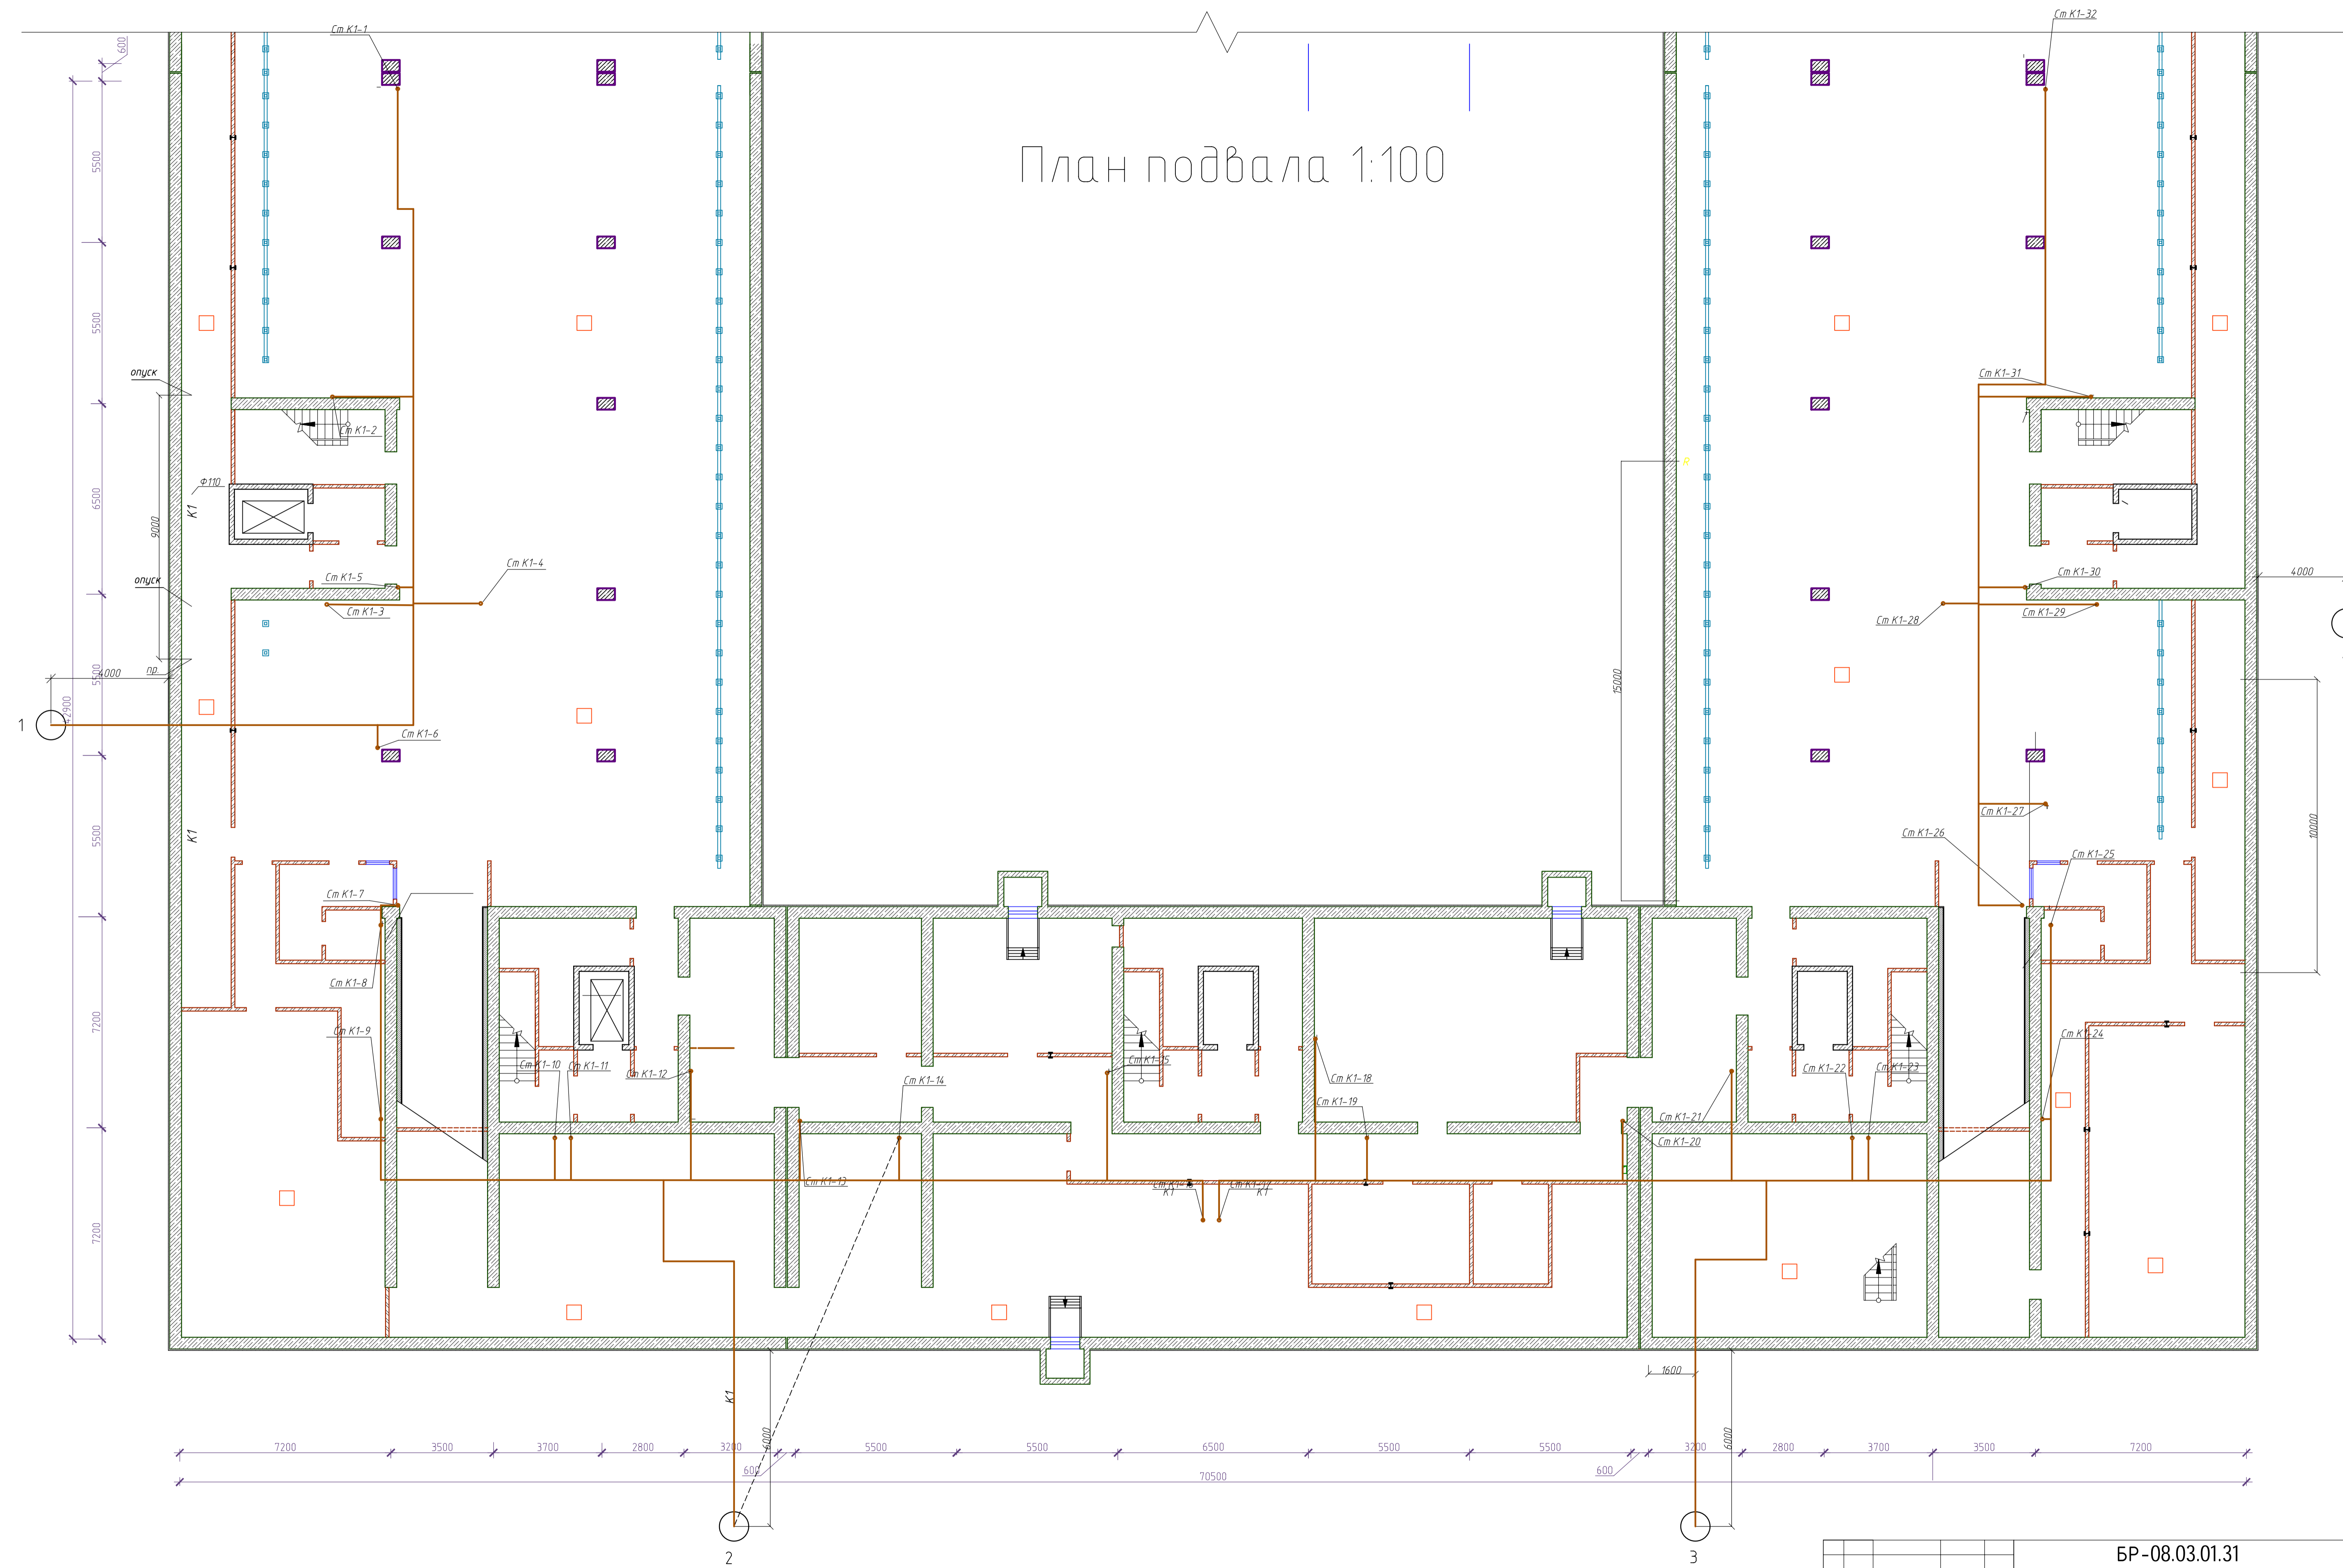 Ст К1-1
Ст К1-32
600
План подвала 1:100
5500
5500
опуск
Ст К1-31
Ст К1-2
6500
Ф110
К1
9000
опуск
Ст К1-5
Ст К1-4
Ст К1-3
Ст К1-30
4000
Ст К1-28
Ст К1-29
15000
4000
пр.
5500
42900
1
Ст К1-6
10000
5500
К1
Ст К1-27
Ст К1-26
Ст К1-25
Ст К1-7
Ст К1-8
7200
Ст К1-9
Ст К1-24
Ст К1-10
Ст К1-11
Ст К1-12
Ст К1-14
Ст К1-15
Ст К1-18
Ст К1-19
Ст К1-21
Ст К1-22
Ст К1-23
Ст К1-20
Ст К1-13
Ст К1-17
К1
К1
7200
1600
К1
6000
6000
7200
3500
3700
2800
3200
5500
5500
6500
5500
5500
3200
2800
3700
3500
7200
600
600
70500
2
3
БР-08.03.01.31